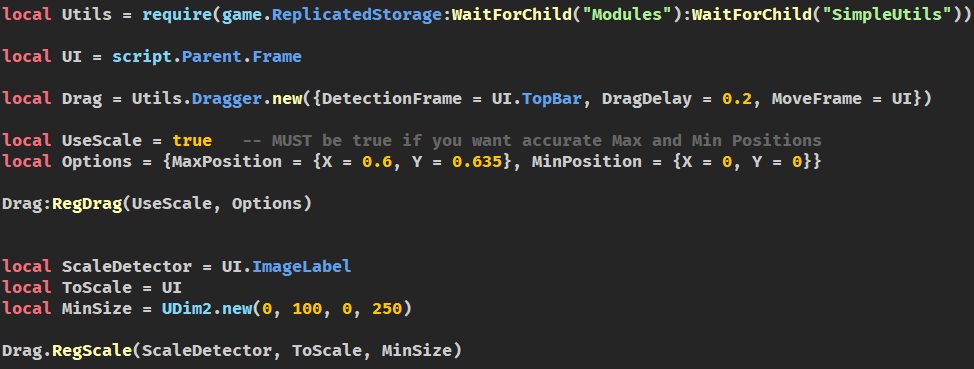 local Utils = require(game.ReplicatedStorage:WaitForChild("Modules"):WaitForChild("SimpleUtils"))
local UI = script.Parent.Frame
local Drag = Utils.Dragger.new({DetectionFrame = UI.TopBar, DragDelay = 0.2, MoveFrame = UI})
local UseScale = true   -- MUST be true if you want accurate Max and Min Positions
local Options = {MaxPosition = {X = 0.6, Y = 0.635}, MinPosition = {X = 0, Y = 0}}
Drag:RegDrag(UseScale, Options)
local ScaleDetector = UI.ImageLabel
local ToScale = UI
local MinSize = UDim2.new(0, 100, 0, 250)
Drag.RegScale(ScaleDetector, ToScale, MinSize)